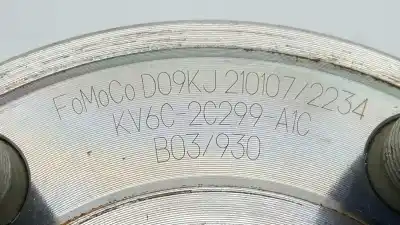 FoMoCo D09KJ 210107/2234
KV6C-2C299-A1C
B03/930